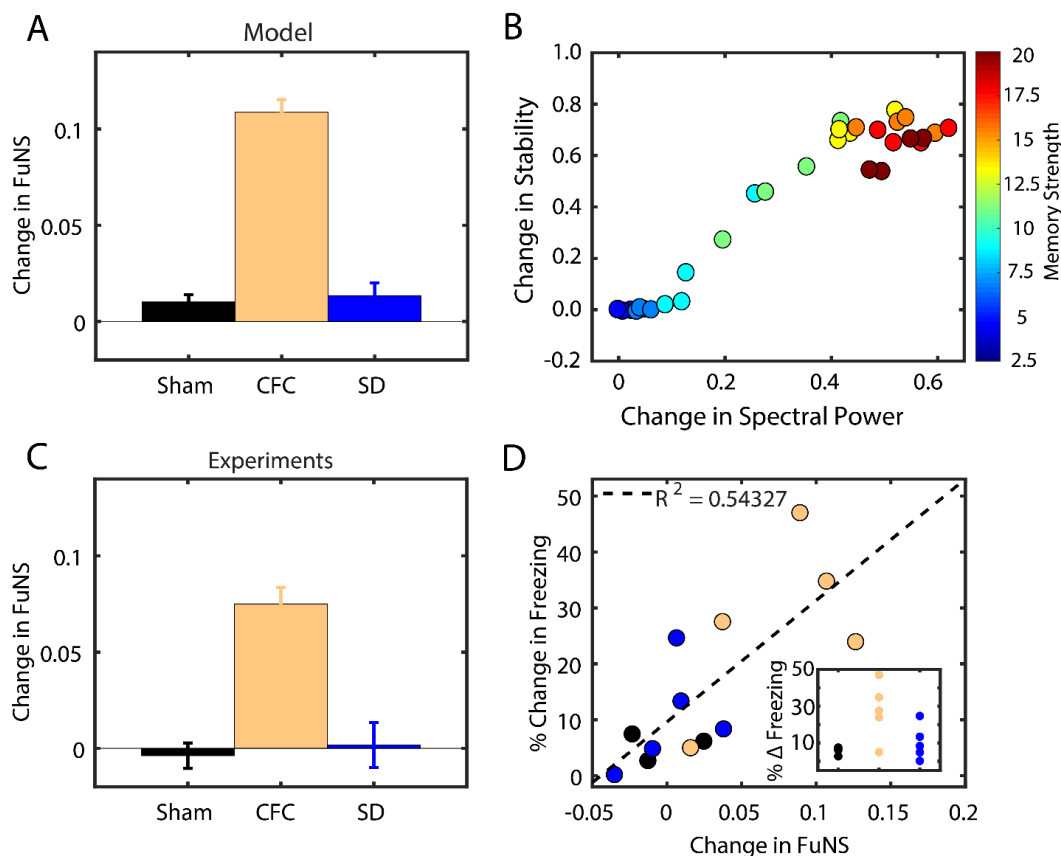 A
Model
Change in FuNS
0.1
0.05
0
Sham
CFC
SD
B
Change in Stability
1.0
0.8
0.6
0.4
0.2
0.0
-0.2
0
0.2
0.4
0.6
Change in Spectral Power
20
17.5
15
12.5
10
7.5
5
2.5
Memory Strength
C
Experiments
Change in FuNS
0.1
0.05
0
Sham
CFC
SD
D
% Change in Freezing
50
40
30
20
10
0
R² = 0.54327
-0.05
0
0.05
0.1
0.15
0.2
Change in FuNS
% Δ Freezing
50
30
10